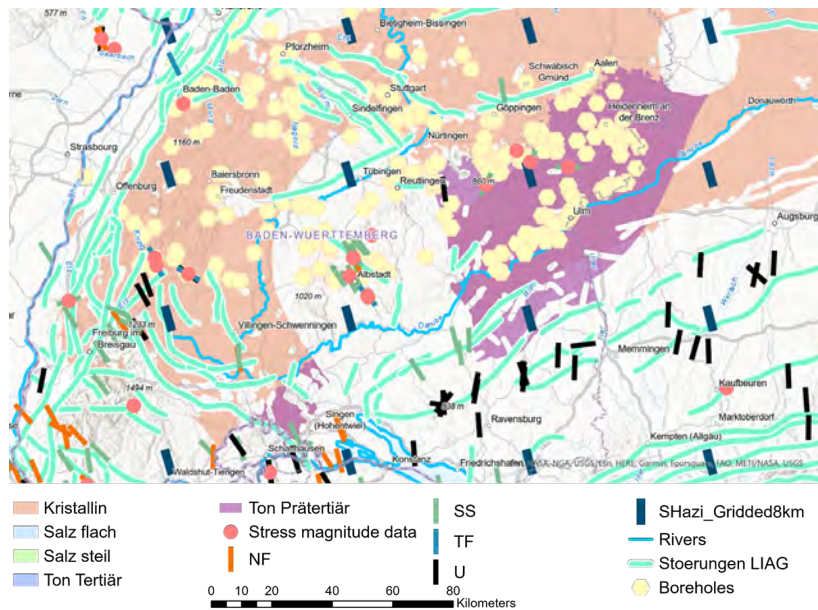 577 m
Bietigheim-Bissingen
Pforzheim
Aalen
Schwäbisch
Gmünd
Baden-Baden
Stuttgart
Sindelfingen
Göppingen
Heidenheim an
der Brenz
Donauwörth
Strasbourg
1160 m
Nagold
Nürtingen
Baiersbronn
Tübingen
Offenburg
Freudenstadt
Reutlingen
860 m
Ulm
Augsburg
BADEN-WUERTTEMBERG
Albstadt
1020 m
Villingen-Schwenningen
Danube
1233 m
Freiburg im
Breisgau
Memmingen
1494 m
Kaufbeuren
Singen
(Hohentwiel)
Ravensburg
Marktoberdorf
Schaffhausen
Kempten (Allgäu)
Waldshut-Tiengen
Konstanz
Friedrichshafen
NASA, NGA, USGS, Esri, HERE, Garmin, Foursquare, FAO, METI/NASA, USGS
Kristallin
Salz flach
Salz steil
Ton Tertiär
Ton Prätertiär
Stress magnitude data
NF
SS
TF
U
SHazi_Gridded8km
Rivers
Stoerungen LIAG
Boreholes
0 10 20 40 60 80
Kilometers